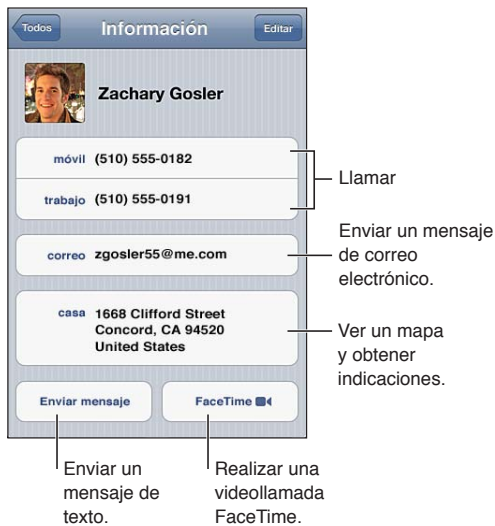 Todos
Información
Editar
Zachary Gosler
móvil (510) 555-0182
trabajo (510) 555-0191
Llamar
correo zgosler55@me.com
Enviar un mensaje
de correo
electrónico.
casa 1668 Clifford Street
Concord, CA 94520
United States
Ver un mapa
y obtener
indicaciones.
Enviar mensaje
FaceTime
Enviar un
mensaje de
texto.
Realizar una
videollamada
FaceTime.